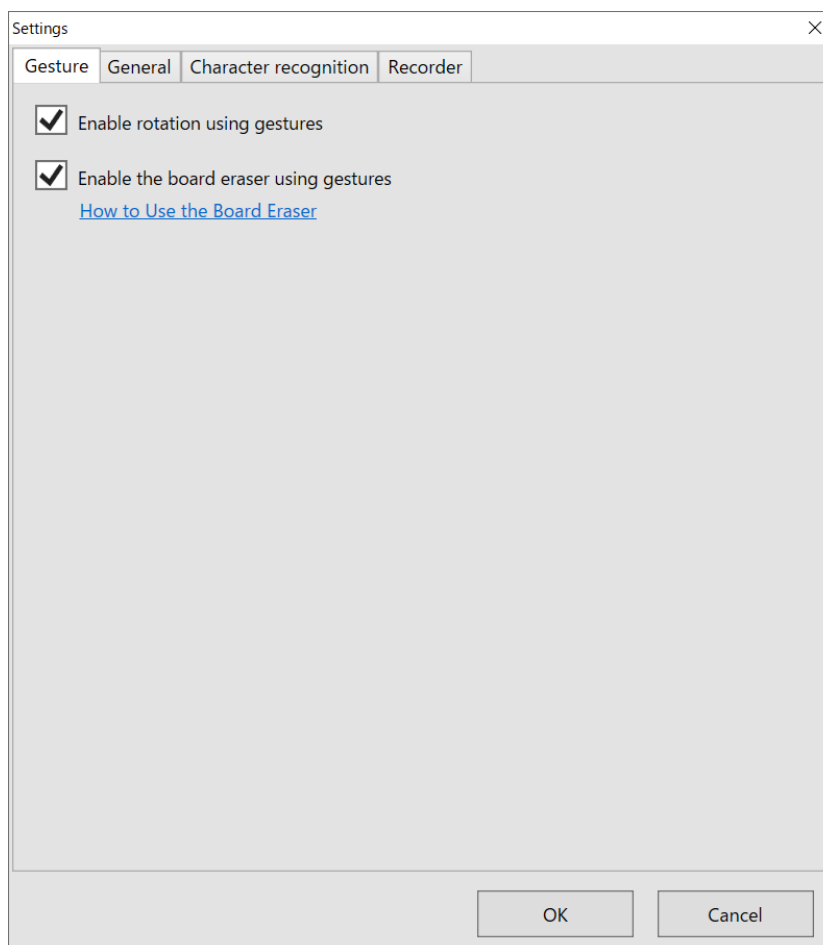 Settings
Gesture General Character recognition Recorder
Enable rotation using gestures
Enable the board eraser using gestures
How to Use the Board Eraser
OK Cancel